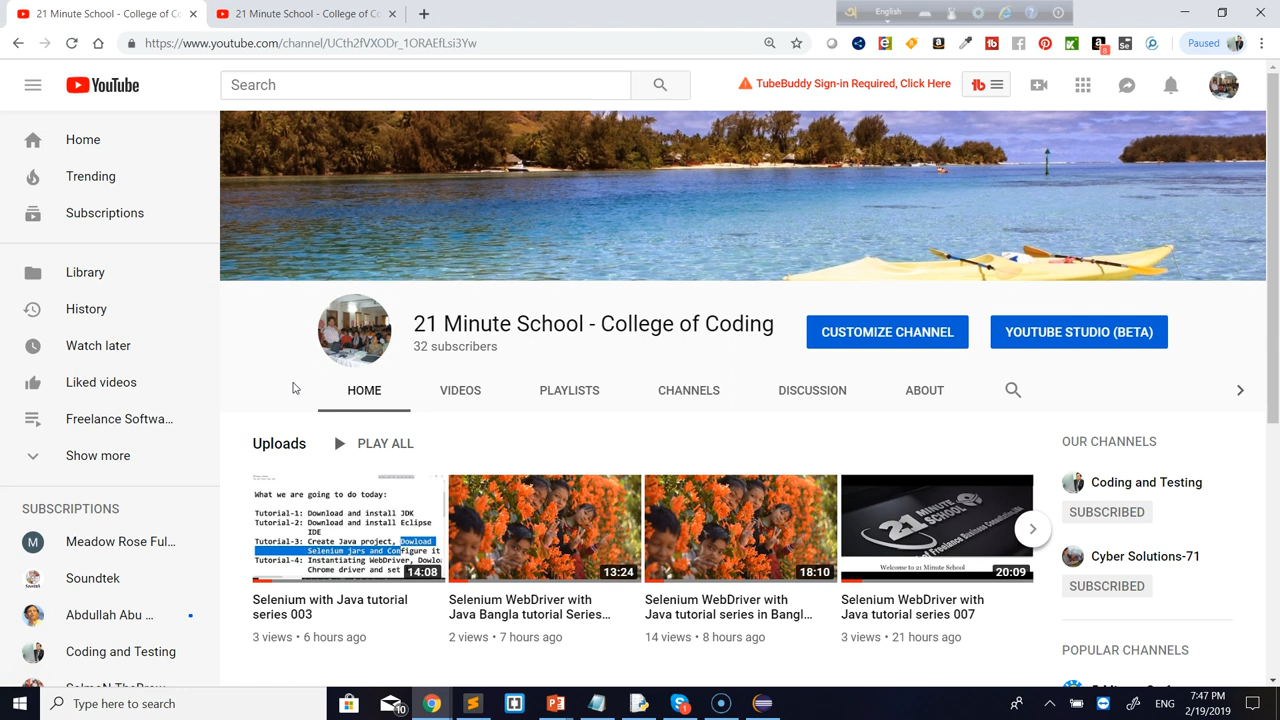 21 Minute School - College of C
21 Minute School - College of C
English
https://www.youtube.com/channel/UCth2fVXODr_1ORAEfLsi3Yw
Paused
YouTube
Search
TubeBuddy Sign-in Required, Click Here
Home
Trending
Subscriptions
Library
History
Watch later
Liked videos
Freelance Softwa...
Show more
SUBSCRIPTIONS
Meadow Rose Ful...
Soundtek
Abdullah Abu ...
Coding and Testing
21 Minute School - College of Coding
32 subscribers
CUSTOMIZE CHANNEL
YOUTUBE STUDIO (BETA)
HOME
VIDEOS
PLAYLISTS
CHANNELS
DISCUSSION
ABOUT
Uploads
PLAY ALL
What we are going to do today:
Tutorial-1: Download and install JDK
Tutorial-2: Download and install Eclipse
IDE
Tutorial-3: Create Java project, Dowload
Selenium jars and Configure it
Tutorial-4: Instantiating WebDriver, Dowlo
Chrome driver and set
14:08
Selenium with Java tutorial
series 003
3 views • 6 hours ago
13:24
Selenium WebDriver with
Java Bangla tutorial Series...
2 views • 7 hours ago
18:10
Selenium WebDriver with
Java tutorial series in Bangl...
14 views • 8 hours ago
21 MINUTE
SCHOOL
Welcome to 21 Minute School
20:09
Selenium WebDriver with
Java tutorial series 007
3 views • 21 hours ago
OUR CHANNELS
Coding and Testing
SUBSCRIBED
Cyber Solutions-71
SUBSCRIBED
POPULAR CHANNELS
Type here to search
10
ENG
7:47 PM
2/19/2019